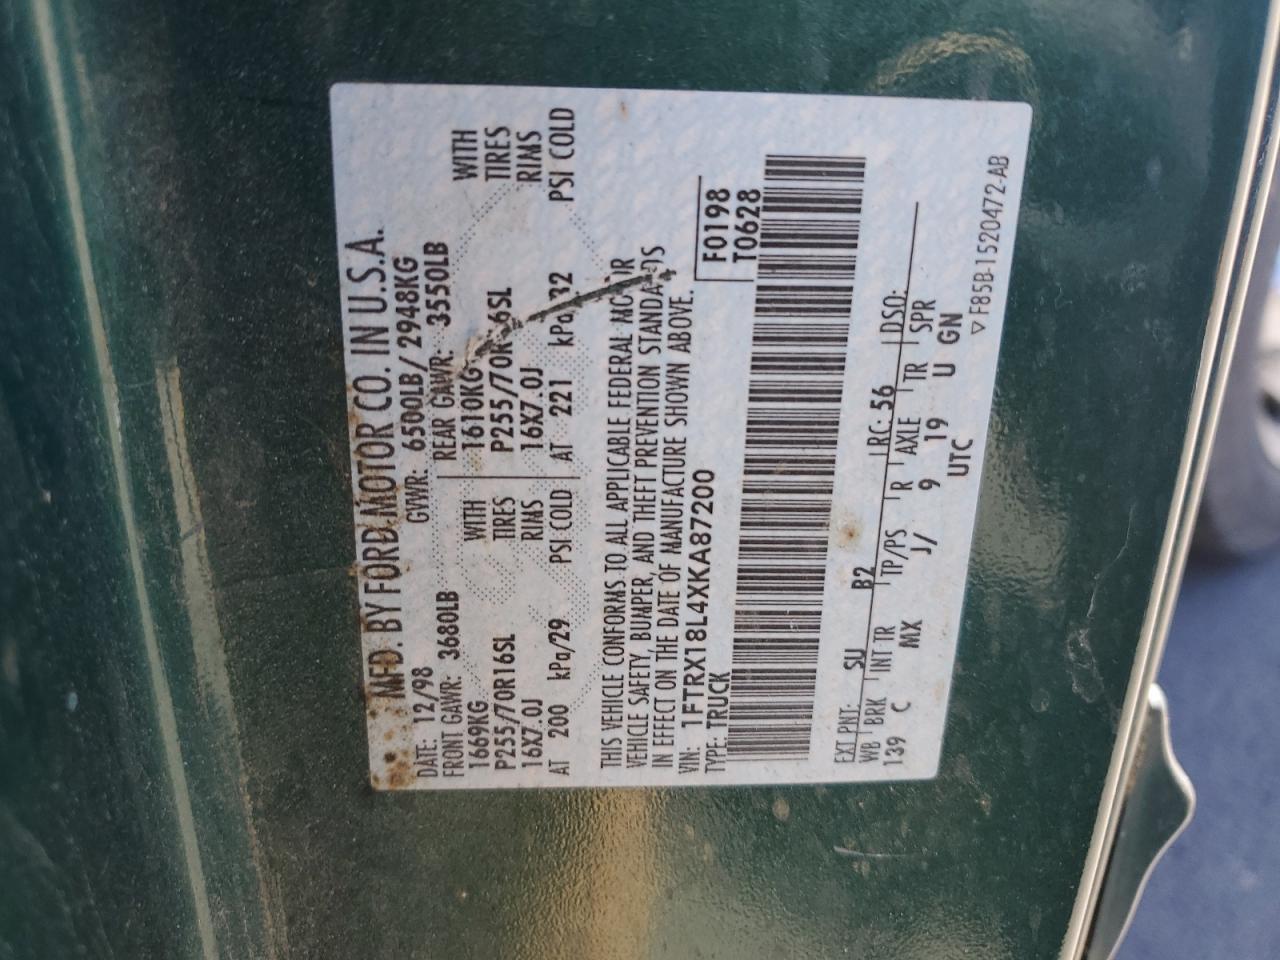 MFD. BY FORD MOTOR CO. IN U.S.A.
DATE: 12/98 GVWR: 6500LB/2948KG
FRONT GAWR: 3680LB REAR GAWR: 3550LB
1669KG WITH 1610KG WITH
P255/70R16SL TIRES P255/70R16SL TIRES
16X7.0J RIMS 16X7.0J RIMS
AT 200 kPa/29 PSI COLD AT 221 kPa/32 PSI COLD
THIS VEHICLE CONFORMS TO ALL APPLICABLE FEDERAL MOTOR
VEHICLE SAFETY, BUMPER, AND THEFT PREVENTION STANDARDS
IN EFFECT ON THE DATE OF MANUFACTURE SHOWN ABOVE.
VIN: 1FTRX18L4XKA87200 F0198
TYPE: TRUCK T0628
EXT PNT: SU B2 RC: 56 DSO:
WB BRK INT TR TP/PS R AXLE TR SPR
139 C MX J/ 9 19 U GN
UTC
▽ F85B-1520472-AB